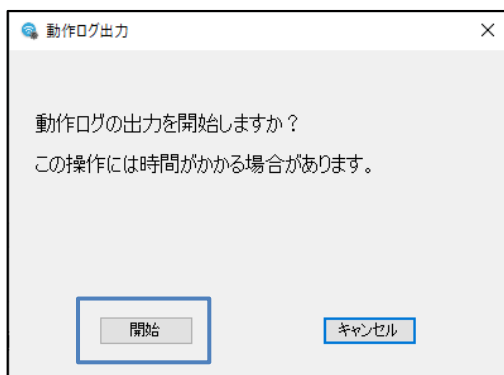 動作ログ出力
動作ログの出力を開始しますか？
この操作には時間がかかる場合があります。
開始
キャンセル